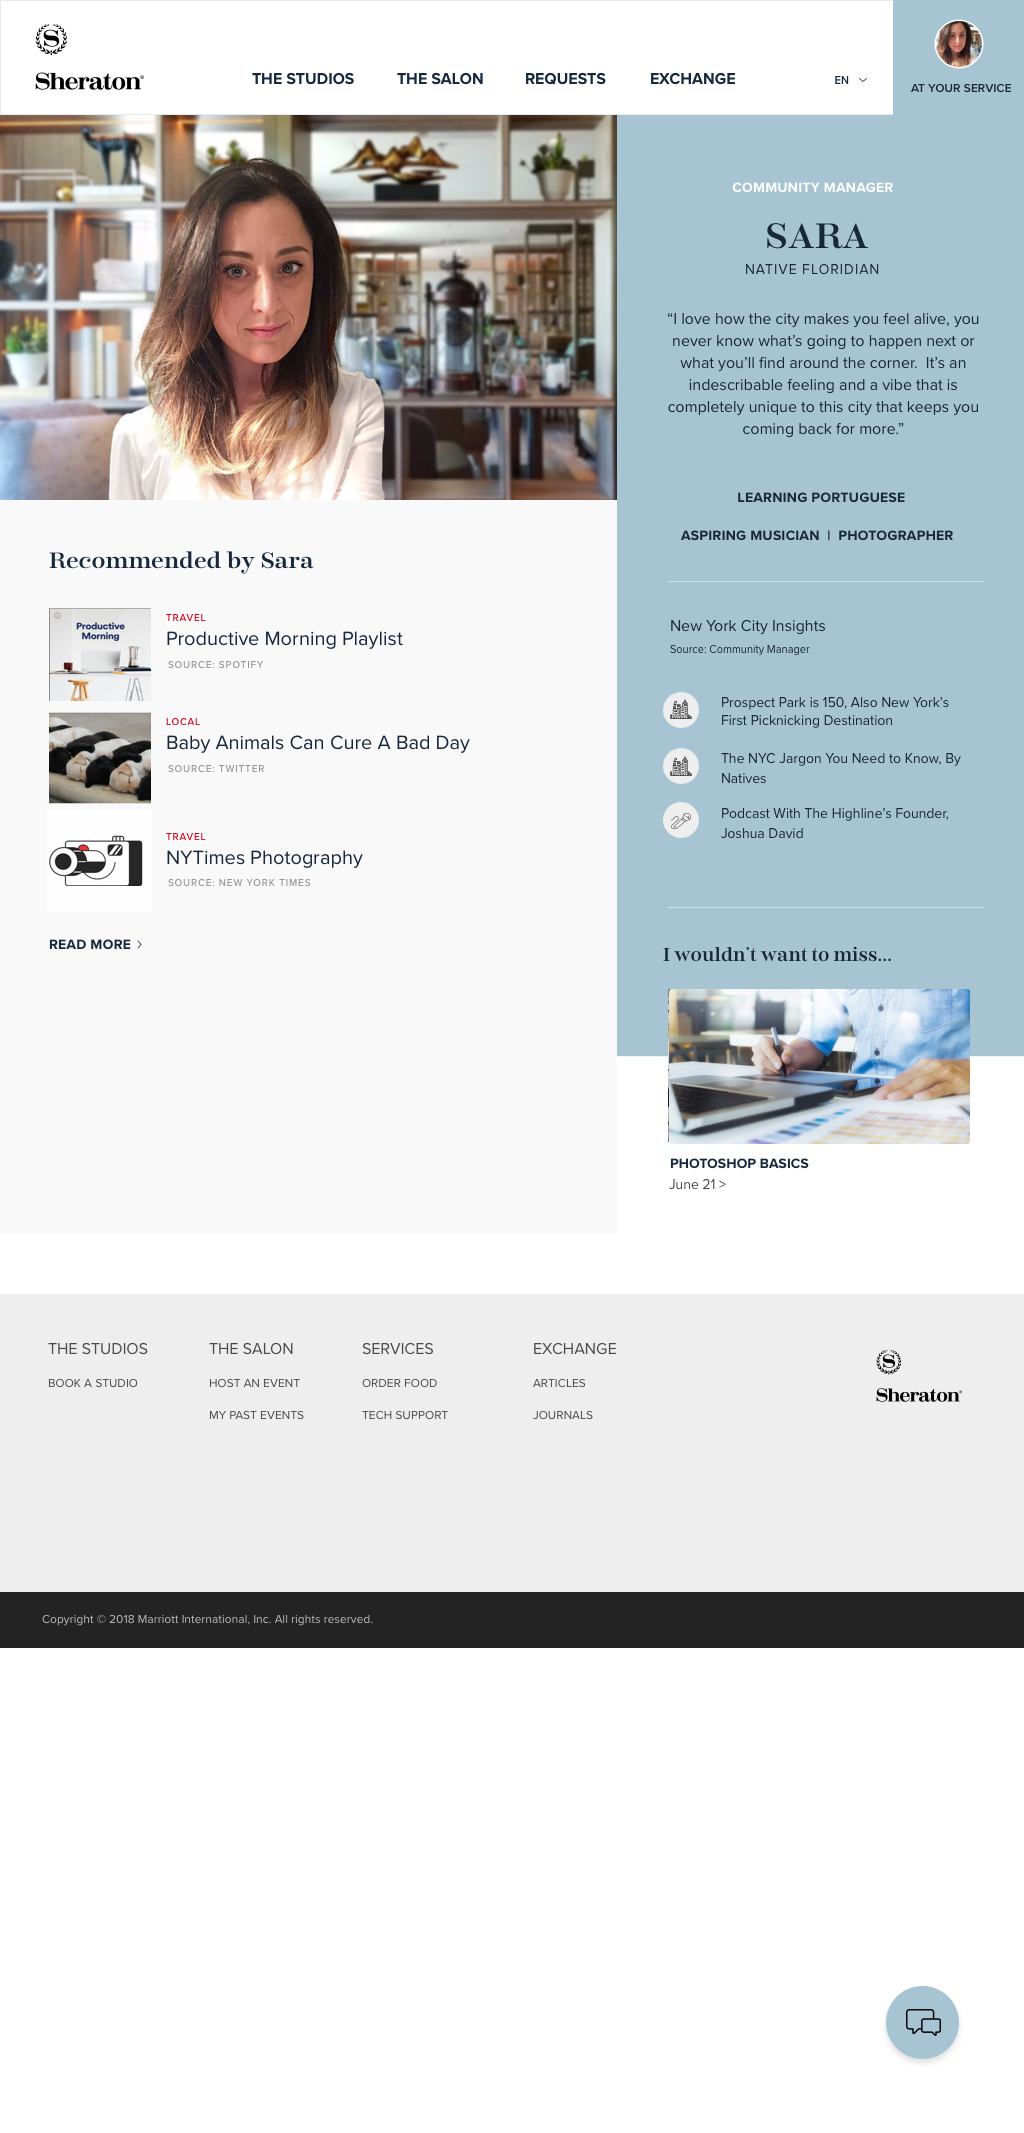 S
Sheraton®
THE STUDIOS
THE SALON
REQUESTS
EXCHANGE
EN
AT YOUR SERVICE
COMMUNITY MANAGER
SARA
NATIVE FLORIDIAN
“I love how the city makes you feel alive, you
never know what’s going to happen next or
what you’ll find around the corner.  It’s an
indescribable feeling and a vibe that is
completely unique to this city that keeps you
coming back for more.”
LEARNING PORTUGUESE
ASPIRING MUSICIAN | PHOTOGRAPHER
Recommended by Sara
Productive
Morning
TRAVEL
Productive Morning Playlist
SOURCE: SPOTIFY
LOCAL
Baby Animals Can Cure A Bad Day
SOURCE: TWITTER
TRAVEL
NYTimes Photography
SOURCE: NEW YORK TIMES
READ MORE >
New York City Insights
Source: Community Manager
Prospect Park is 150, Also New York’s
First Picknicking Destination
The NYC Jargon You Need to Know, By
Natives
Podcast With The Highline’s Founder,
Joshua David
I wouldn’t want to miss...
PHOTOSHOP BASICS
June 21 >
THE STUDIOS
BOOK A STUDIO
THE SALON
HOST AN EVENT
MY PAST EVENTS
SERVICES
ORDER FOOD
TECH SUPPORT
EXCHANGE
ARTICLES
JOURNALS
S
Sheraton®
Copyright © 2018 Marriott International, Inc. All rights reserved.